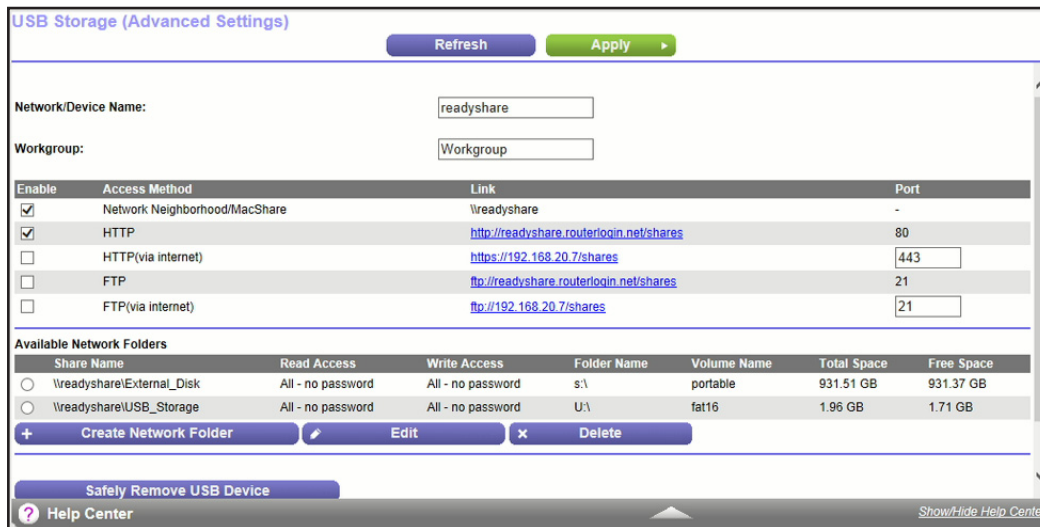 USB Storage (Advanced Settings)
Refresh Apply
Network/Device Name: readyshare
Workgroup: Workgroup
Enable Access Method Link Port
Network Neighborhood/MacShare \\readyshare -
HTTP http://readyshare.routerlogin.net/shares 80
HTTP(via internet) https://192.168.20.7/shares 443
FTP ftp://readyshare.routerlogin.net/shares 21
FTP(via internet) ftp://192.168.20.7/shares 21
Available Network Folders
Share Name Read Access Write Access Folder Name Volume Name Total Space Free Space
\\readyshare\External_Disk All - no password All - no password s:\ portable 931.51 GB 931.37 GB
\\readyshare\USB_Storage All - no password All - no password U:\ fat16 1.96 GB 1.71 GB
+ Create Network Folder Edit × Delete
Safely Remove USB Device
? Help Center Show/Hide Help Cente